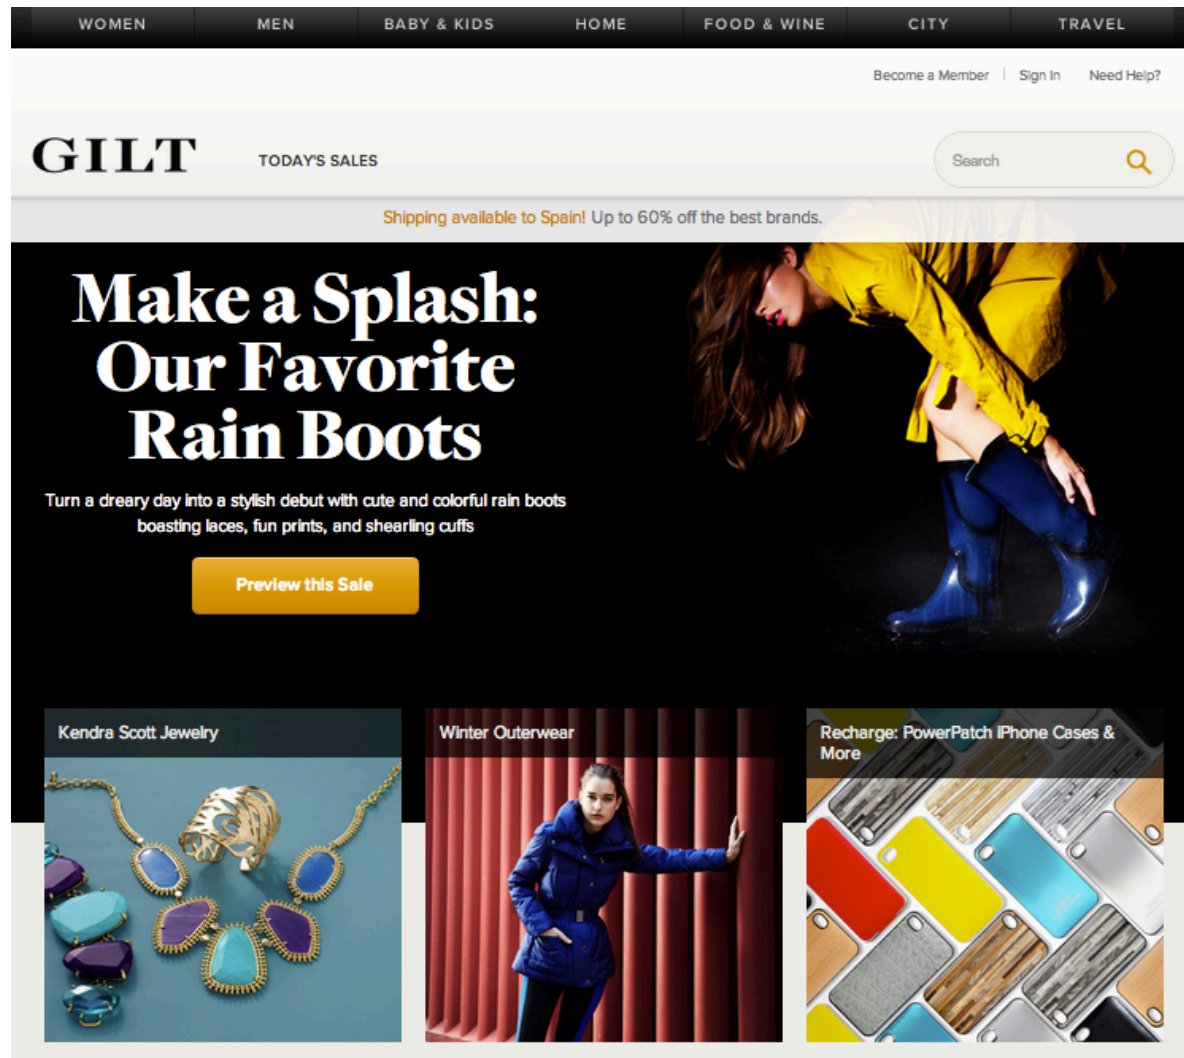 WOMEN MEN BABY & KIDS HOME FOOD & WINE CITY TRAVEL
Become a Member Sign In Need Help?
GILT TODAY'S SALES Search
Shipping available to Spain! Up to 60% off the best brands.
Make a Splash:
Our Favorite
Rain Boots
Turn a dreary day into a stylish debut with cute and colorful rain boots
boasting laces, fun prints, and shearling cuffs
Preview this Sale
Kendra Scott Jewelry
Winter Outerwear
Recharge: PowerPatch iPhone Cases &
More